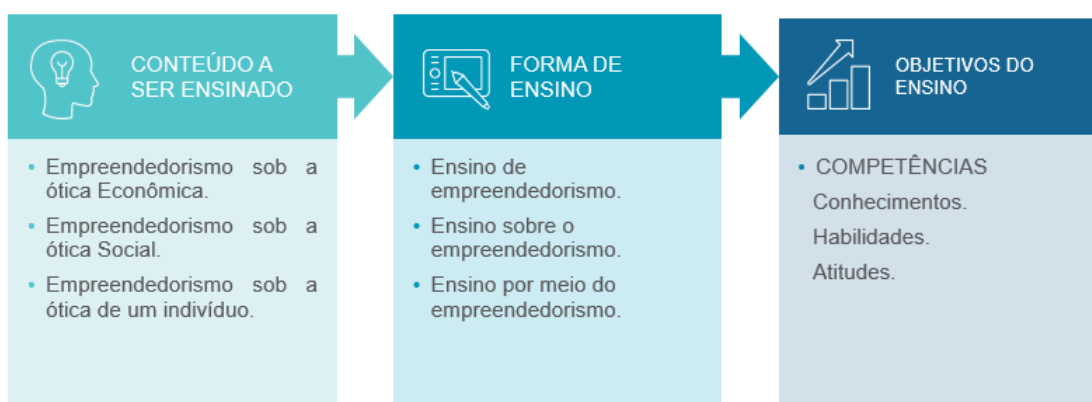 CONTEÚDO A
SER ENSINADO
• Empreendedorismo sob a
ótica Econômica.
• Empreendedorismo sob a
ótica Social.
• Empreendedorismo sob a
ótica de um indivíduo.
FORMA DE
ENSINO
• Ensino de
empreendedorismo.
• Ensino sobre o
empreendedorismo.
• Ensino por meio do
empreendedorismo.
OBJETIVOS DO
ENSINO
• COMPETÊNCIAS
Conhecimentos.
Habilidades.
Atitudes.